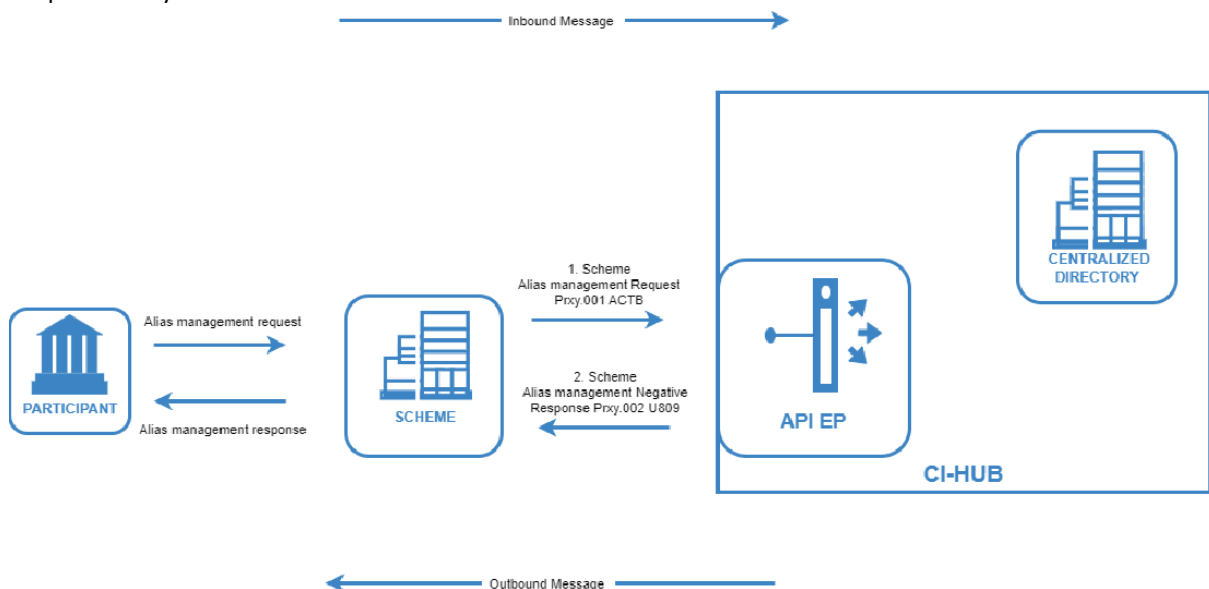 Inbound Message
CENTRALIZED
DIRECTORY
1. Scheme
Alias management Request
Prxy.001 ACTB
Alias management request
2. Scheme
Alias management Negative
Response Prxy.002 U809
PARTICIPANT
SCHEME
API EP
Alias management response
CI-HUB
Outbound Message